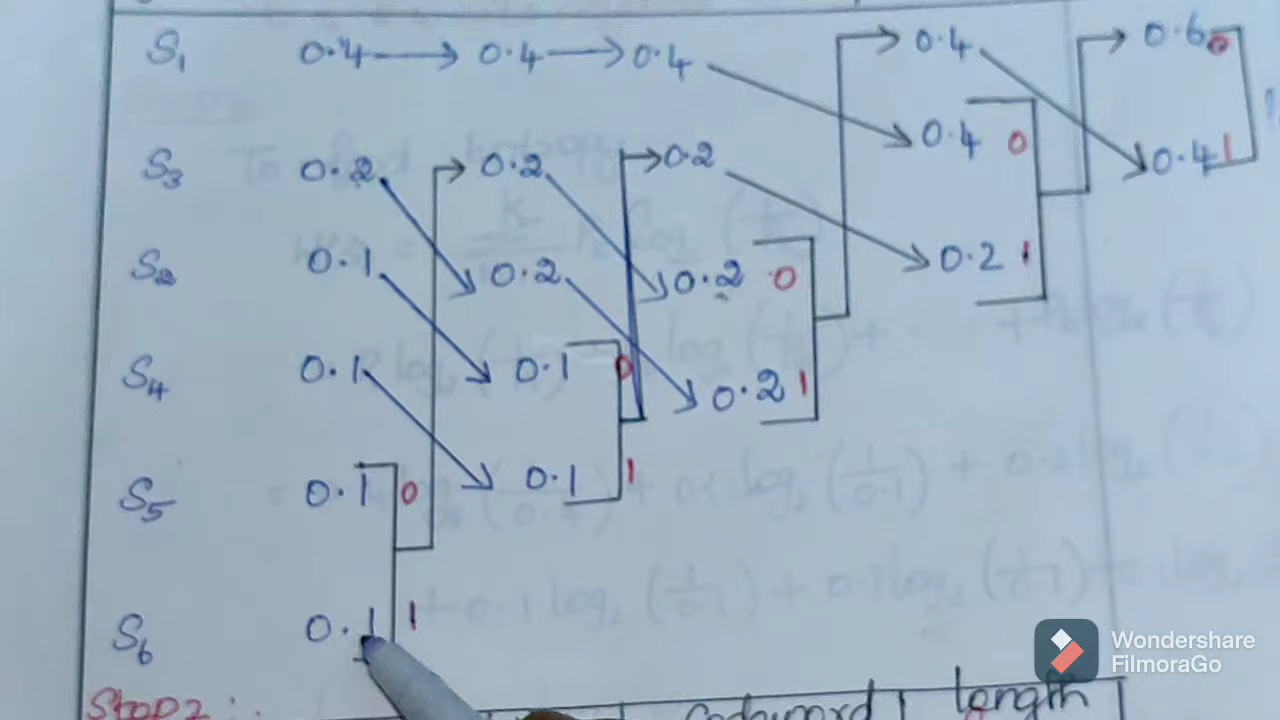 S1 0.4 0.4 0.4 0.4 0.6 0
S3 0.2 0.2 0.2 0.4 0 0.4 1
S2 0.1 0.2 0.2 0 0.2 1
S4 0.1 0.1 0 0.2 1
S5 0.1 0 0.1 1
S6 0.1 1
Wondershare
FilmoraGo
Step2: Codeword length